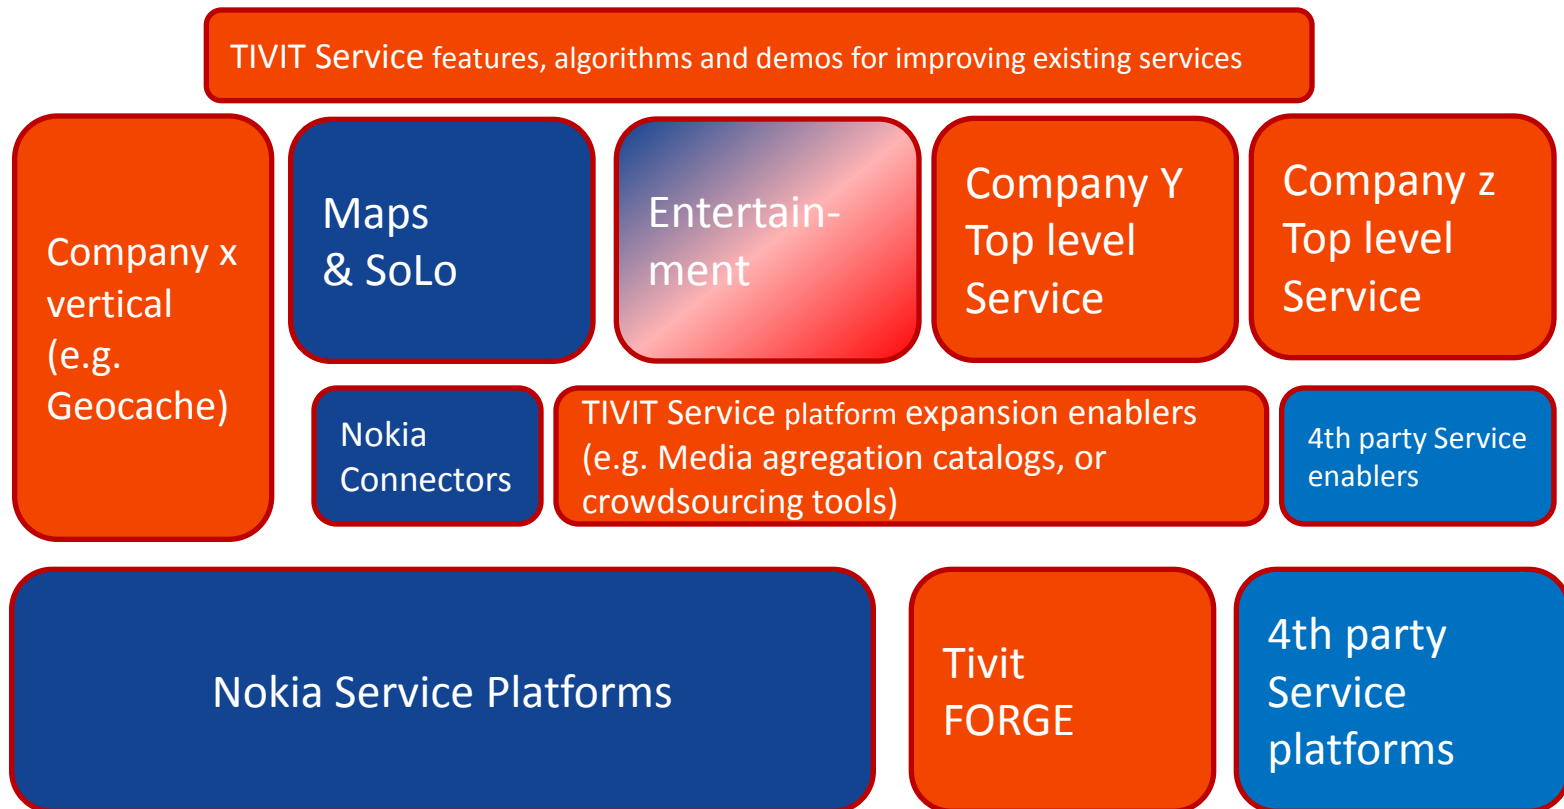 TIVIT Service features, algorithms and demos for improving existing services
Company x
vertical
(e.g.
Geocache)
Maps
& SoLo
Entertain-
ment
Company Y
Top level
Service
Company z
Top level
Service
Nokia
Connectors
TIVIT Service platform expansion enablers
(e.g. Media agregation catalogs, or
crowdsourcing tools)
4th party Service
enablers
Nokia Service Platforms
Tivit
FORGE
4th party
Service
platforms